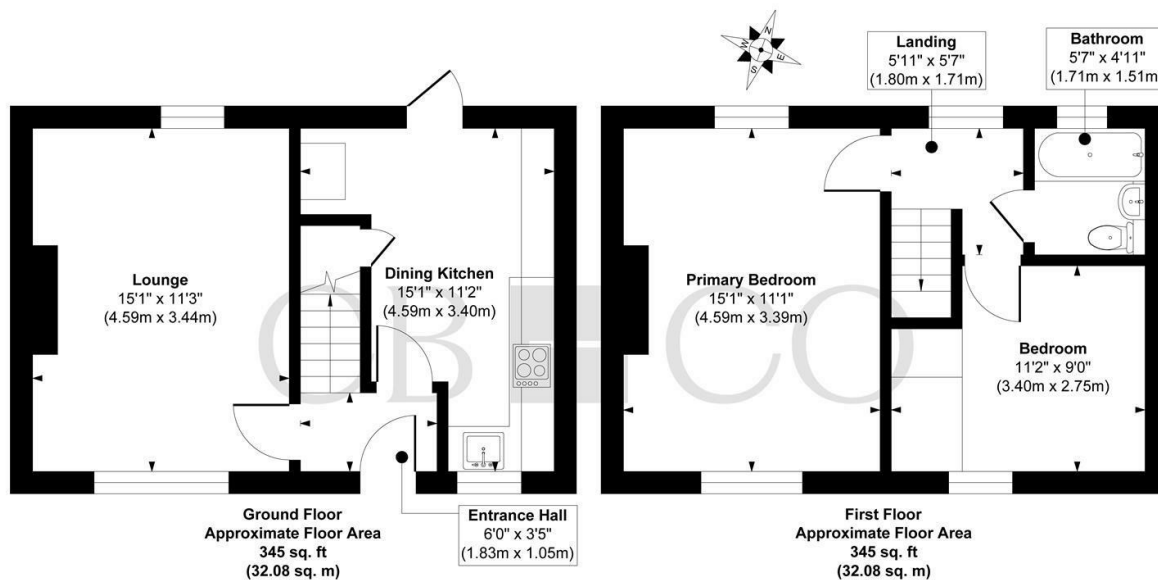 N
E
S
W
Landing
5'11" x 5'7"
(1.80m x 1.71m)
Bathroom
5'7" x 4'11"
(1.71m x 1.51m)
Lounge
15'1" x 11'3"
(4.59m x 3.44m)
Dining Kitchen
15'1" x 11'2"
(4.59m x 3.40m)
Primary Bedroom
15'1" x 11'1"
(4.59m x 3.39m)
Bedroom
11'2" x 9'0"
(3.40m x 2.75m)
CB CO
Ground Floor
Approximate Floor Area
345 sq. ft
(32.08 sq. m)
Entrance Hall
6'0" x 3'5"
(1.83m x 1.05m)
First Floor
Approximate Floor Area
345 sq. ft
(32.08 sq. m)